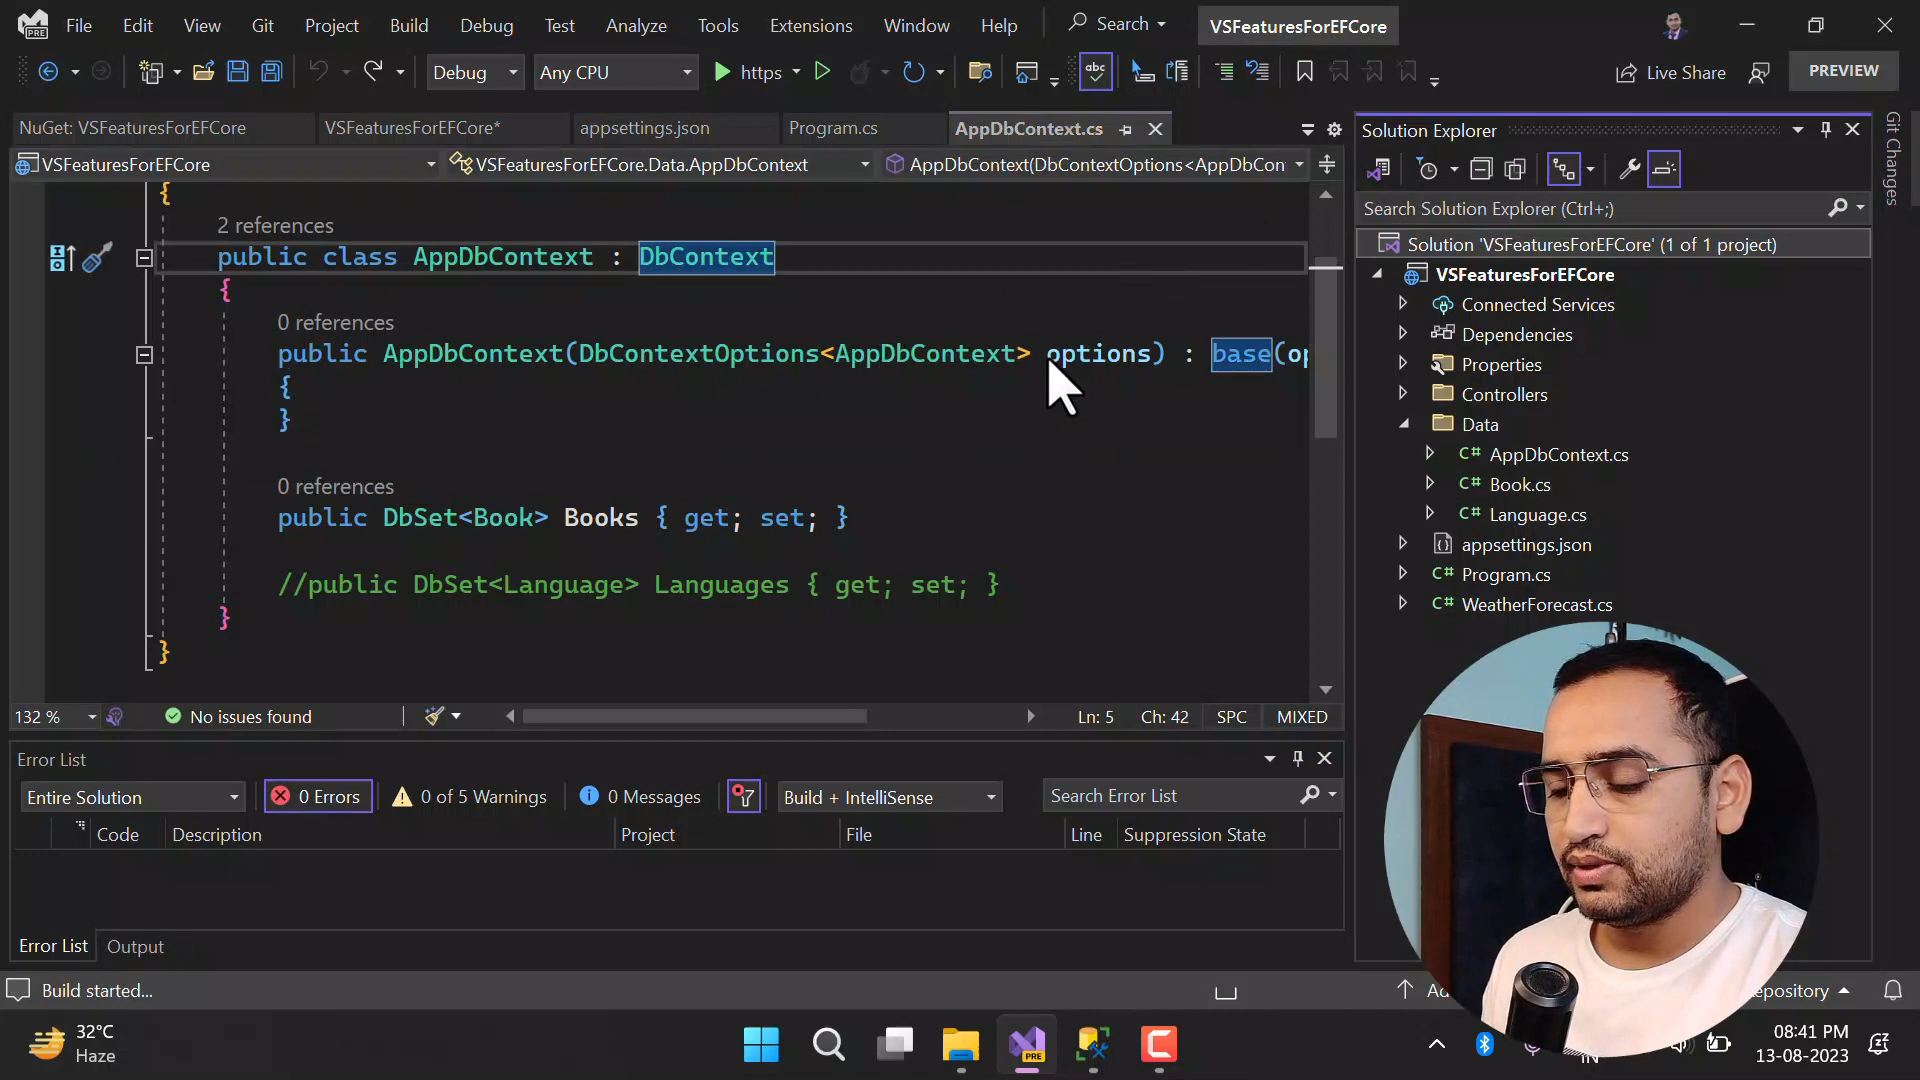 File Edit View Git Project Build Debug Test Analyze Tools Extensions Window Help Search VSFeaturesForEFCore
PRE
Debug Any CPU https abc Live Share PREVIEW
NuGet: VSFeaturesForEFCore VSFeaturesForEFCore* appsettings.json Program.cs AppDbContext.cs
VSFeaturesForEFCore VSFeaturesForEFCore.Data.AppDbContext AppDbContext(DbContextOptions<AppDbCon
{
2 references
public class AppDbContext : DbContext
{
0 references
public AppDbContext(DbContextOptions<AppDbContext> options) : base(op
{
}
0 references
public DbSet<Book> Books { get; set; }
//public DbSet<Language> Languages { get; set; }
}
}
132 % No issues found Ln: 5 Ch: 42 SPC MIXED
Error List
Entire Solution 0 Errors 0 of 5 Warnings 0 Messages Build + IntelliSense Search Error List
Code Description Project File Line Suppression State
Error List Output
Build started...
Solution Explorer
Search Solution Explorer (Ctrl+;)
Solution 'VSFeaturesForEFCore' (1 of 1 project)
VSFeaturesForEFCore
Connected Services
Dependencies
Properties
Controllers
Data
C# AppDbContext.cs
C# Book.cs
C# Language.cs
appsettings.json
C# Program.cs
C# WeatherForecast.cs
Git Changes
32°C
Haze
PRE
08:41 PM
13-08-2023